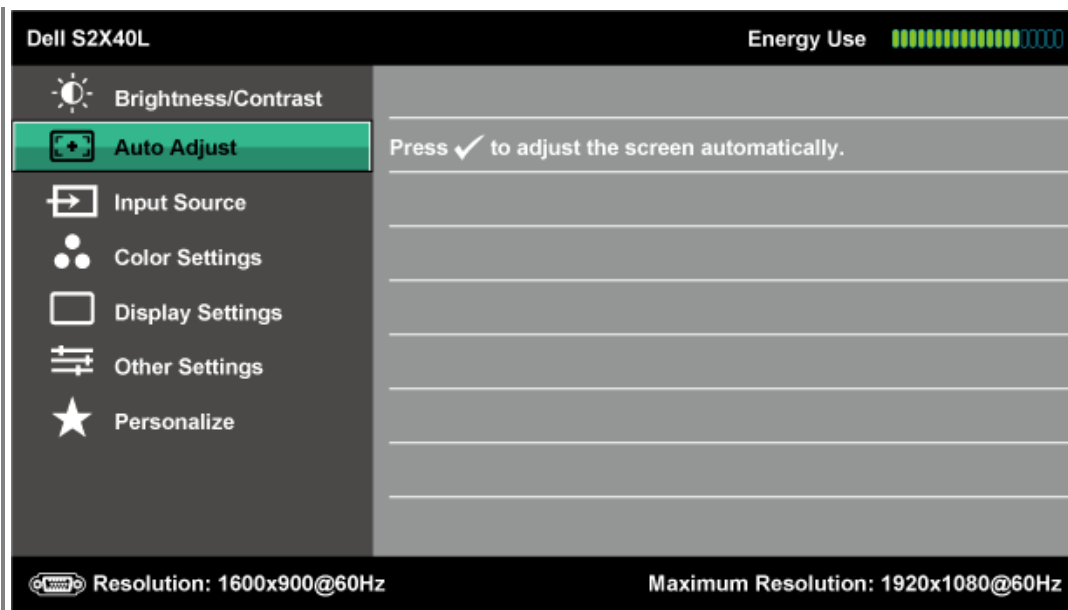 Dell S2X40L Energy Use
Brightness/Contrast
Auto Adjust Press ✓ to adjust the screen automatically.
Input Source
Color Settings
Display Settings
Other Settings
Personalize
Resolution: 1600x900@60Hz Maximum Resolution: 1920x1080@60Hz